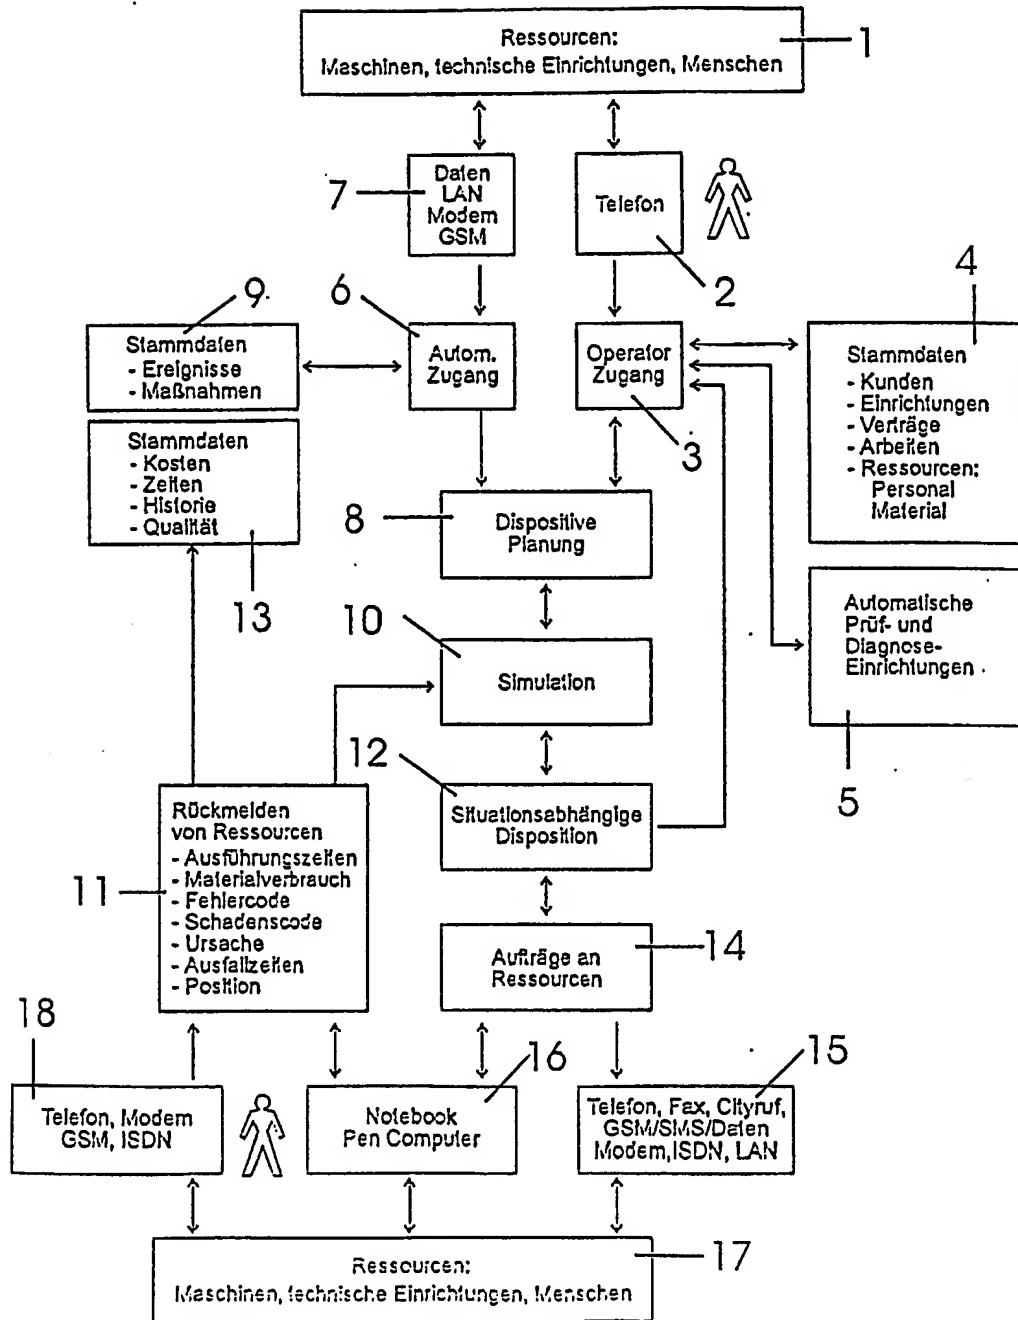 Ressourcen:
Maschinen, technische Einrichtungen, Menschen
1
7
Daten
LAN
Modem
GSM
Telefon
2
4
9
6
Stammdaten
- Ereignisse
- Maßnahmen
Autom.
Zugang
Operator
Zugang
3
Stammdaten
- Kunden
- Einrichtungen
- Verträge
- Arbeiten
- Ressourcen:
Personal
Material
Stammdaten
- Kosten
- Zeiten
- Historie
- Qualität
13
8
Dispositive
Planung
10
Simulation
Automatische
Prüf- und
Diagnose-
Einrichtungen
5
12
Situationsabhängige
Disposition
11
Rückmelden
von Ressourcen
- Ausführungszeiten
- Materialverbrauch
- Fehlercode
- Schadenscode
- Ursache
- Ausfallzeiten
- Position
14
Aufträge an
Ressourcen
18
16
15
Telefon, Modem
GSM, ISDN
Notebook
Pen Computer
Telefon, Fax, Cityruf,
GSM/SMS/Daten
Modem,ISDN, LAN
17
Ressourcen:
Maschinen, technische Einrichtungen, Menschen